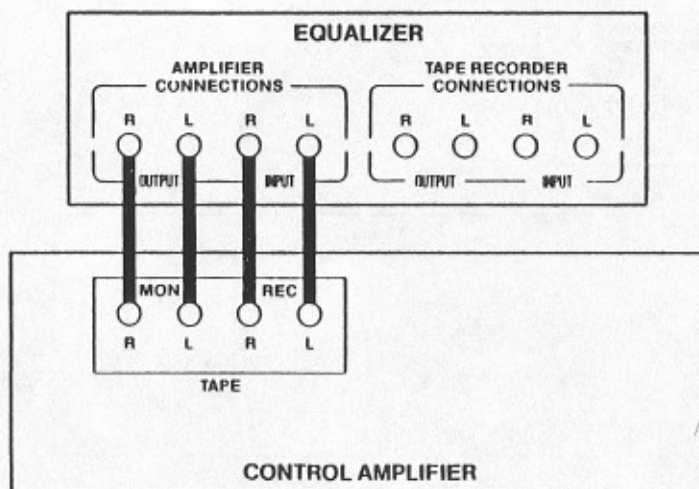 EQUALIZER
AMPLIFIER
CONNECTIONS
R L R L
OUTPUT INPUT
TAPE RECORDER
CONNECTIONS
R L R L
OUTPUT INPUT
MON REC
R L R L
TAPE
CONTROL AMPLIFIER